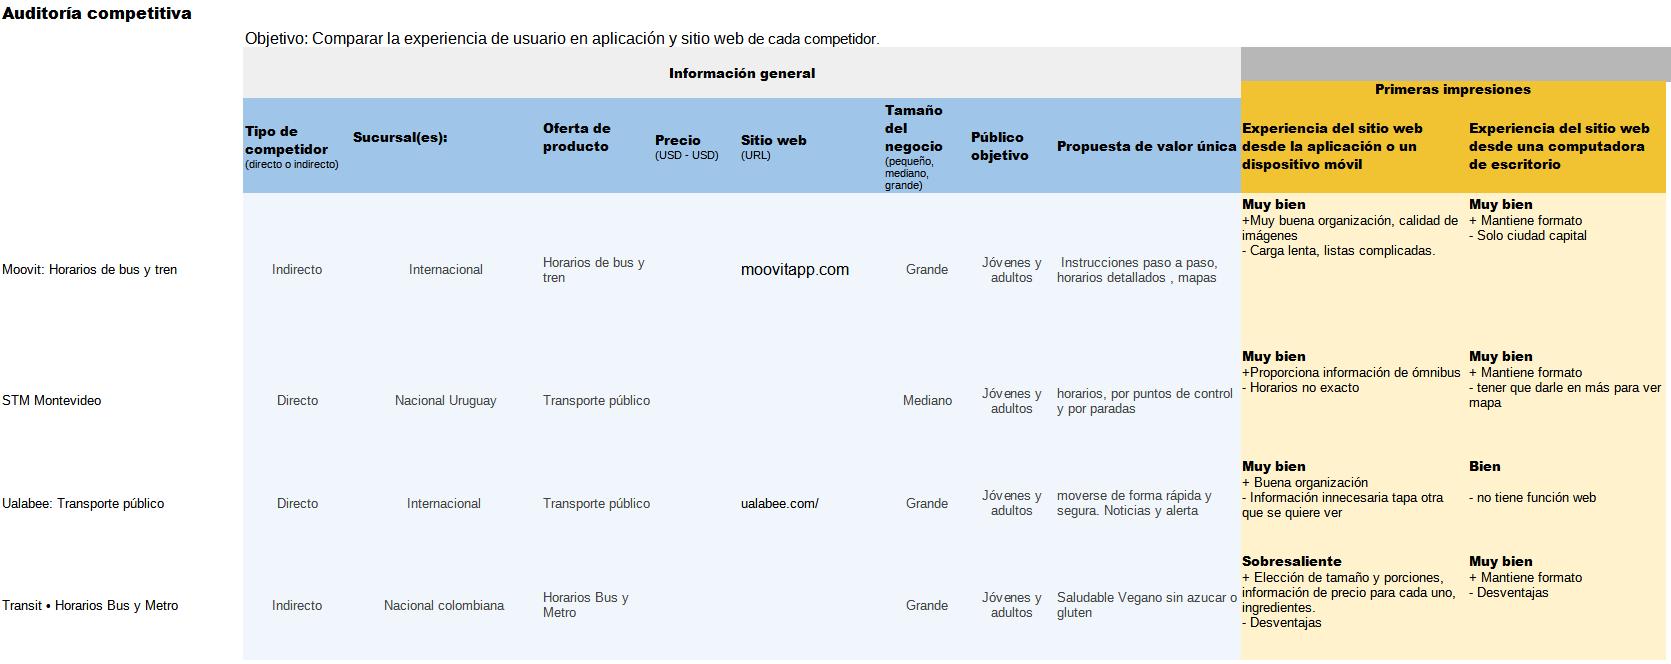 Auditoría competitiva
Objetivo: Comparar la experiencia de usuario en aplicación y sitio web de cada competidor.
Información general
Primeras impresiones
Tipo de
competidor
(directo o indirecto)
Sucursal(es):
Oferta de
producto
Precio
(USD - USD)
Sitio web
(URL)
Tamaño
del
negocio
(pequeño,
mediano,
grande)
Público
objetivo
Propuesta de valor única
Experiencia del sitio web
desde la aplicación o un
dispositivo móvil
Experiencia del sitio web
desde una computadora
de escritorio
Moovit: Horarios de bus y tren
Indirecto
Internacional
Horarios de bus y
tren
moovitapp.com
Grande
Jóvenes y
adultos
Instrucciones paso a paso,
horarios detallados , mapas
Muy bien
+Muy buena organización, calidad de
imágenes
- Carga lenta, listas complicadas.
Muy bien
+ Mantiene formato
- Solo ciudad capital
STM Montevideo
Directo
Nacional Uruguay
Transporte público
Mediano
Jóvenes y
adultos
horarios, por puntos de control
y por paradas
Muy bien
+Proporciona información de ómnibus
- Horarios no exacto
Muy bien
+ Mantiene formato
- tener que darle en más para ver
mapa
Ualabee: Transporte público
Directo
Internacional
Transporte público
ualabee.com/
Grande
Jóvenes y
adultos
moverse de forma rápida y
segura. Noticias y alerta
Muy bien
+ Buena organización
- Información innecesaria tapa otra
que se quiere ver
Bien
- no tiene función web
Transit • Horarios Bus y Metro
Indirecto
Nacional colombiana
Horarios Bus y
Metro
Grande
Jóvenes y
adultos
Saludable Vegano sin azucar o
gluten
Sobresaliente
+ Elección de tamaño y porciones,
información de precio para cada uno,
ingredientes.
- Desventajas
Muy bien
+ Mantiene formato
- Desventajas